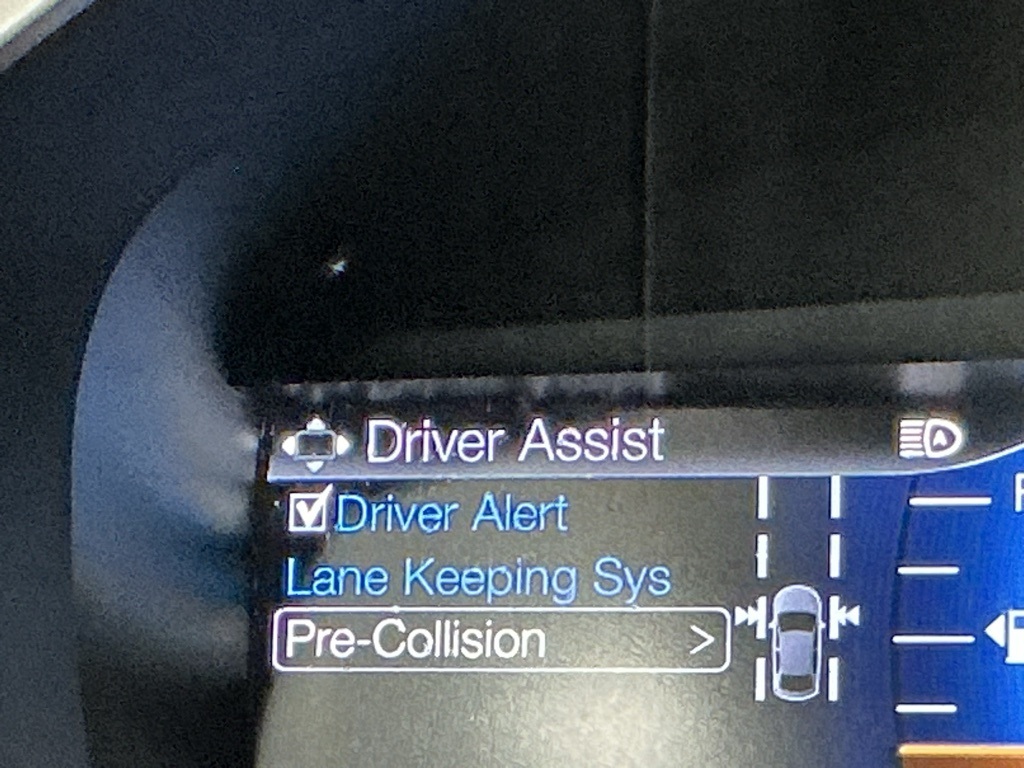 Driver Assist
Driver Alert
Lane Keeping Sys
Pre-Collision >